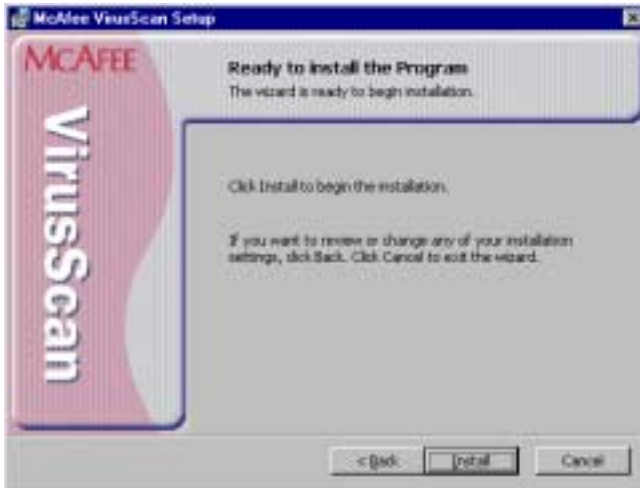 McAfee VirusScan Setup
McAFEE
VirusScan
Ready to Install the Program
The wizard is ready to begin installation.
Click Install to begin the installation.
If you want to review or change any of your installation
settings, click Back. Click Cancel to exit the wizard.
< Back
Install
Cancel